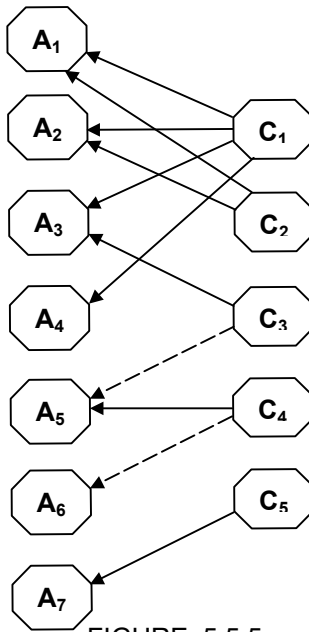 A₁
A₂
C₁
A₃
C₂
A₄
C₃
A₅
C₄
A₆
C₅
A₇
FIGURE 5.5.5